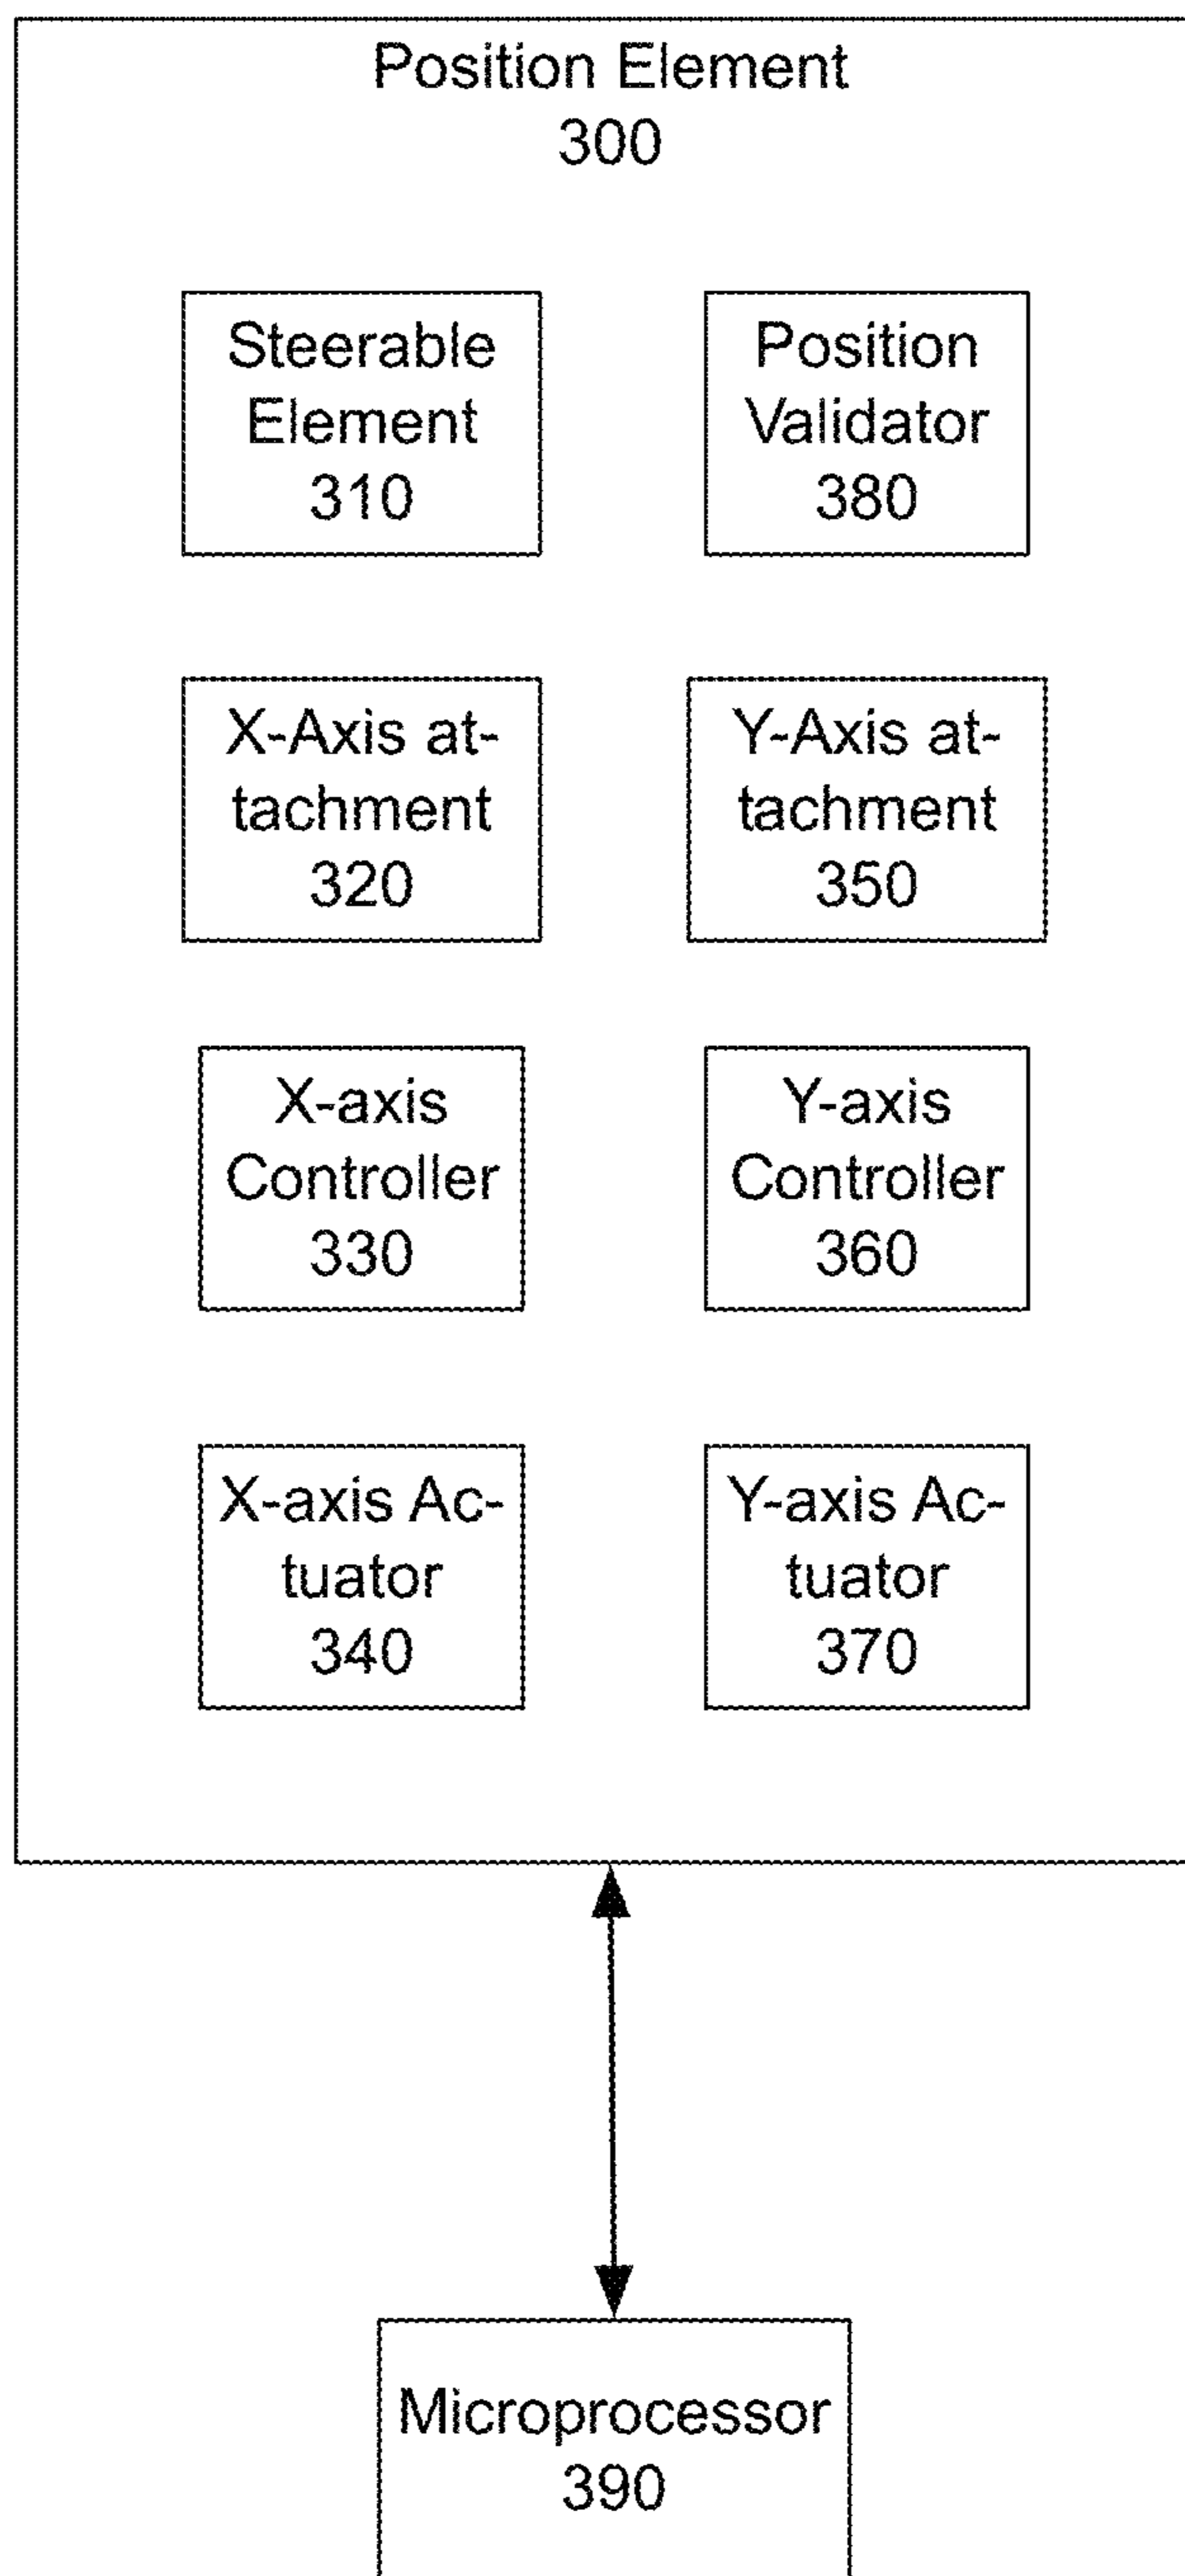 Position Element
300
Steerable
Element
310
Position
Validator
380
X-Axis at-
tachment
320
Y-Axis at-
tachment
350
X-axis
Controller
330
Y-axis
Controller
360
X-axis Ac-
tuator
340
Y-axis Ac-
tuator
370
Microprocessor
390